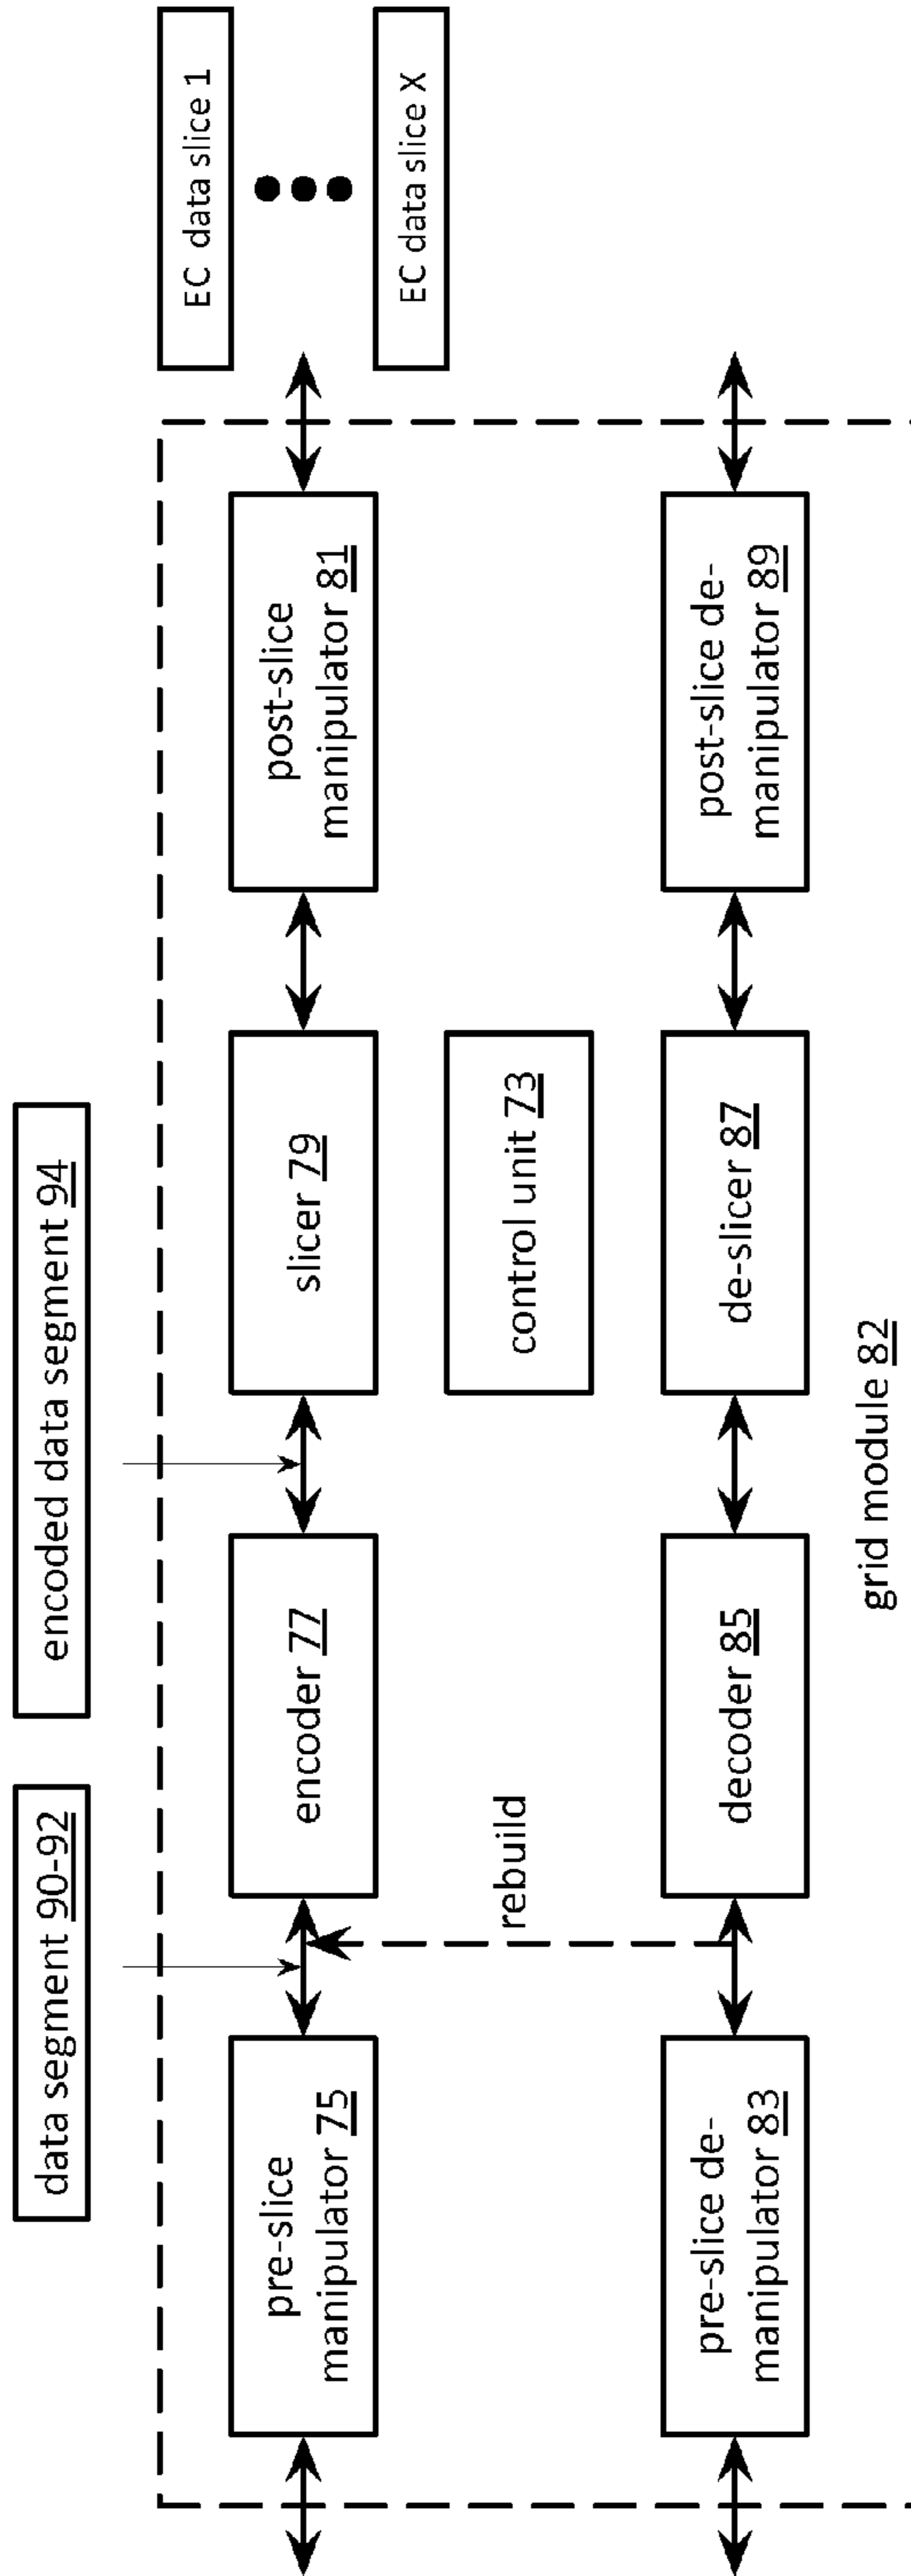 data segment 90-92
encoded data segment 94
EC data slice 1
EC data slice X
pre-slice
manipulator 75
encoder 77
slicer 79
post-slice
manipulator 81
rebuild
control unit 73
pre-slice de-
manipulator 83
decoder 85
de-slicer 87
post-slice de-
manipulator 89
grid module 82